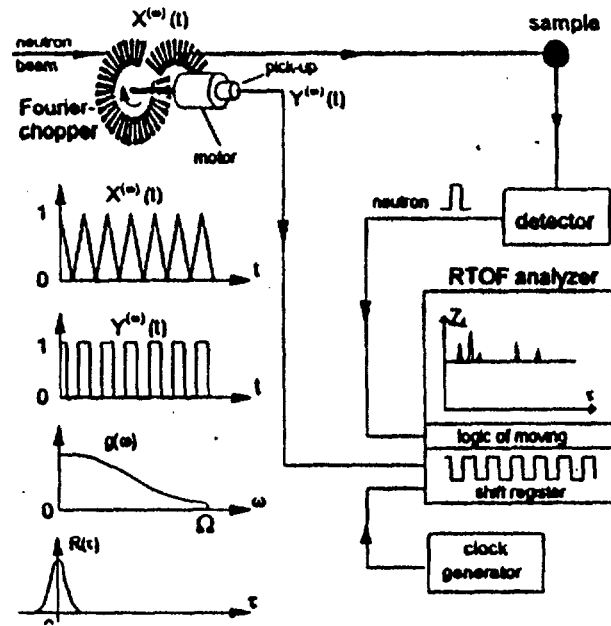 X⁽ᵚ⁾(t)
sample
neutron
beam
pick-up
Y⁽ᵚ⁾(t)
Fourier-
chopper
motor
X⁽ᵚ⁾(t)
1
0
t
neutron
detector
RTOF analyzer
Z
τ
logic of moving
shift register
clock
generator
Y⁽ᵚ⁾(t)
1
0
t
g(ω)
0
Ω
ω
R(τ)
τ